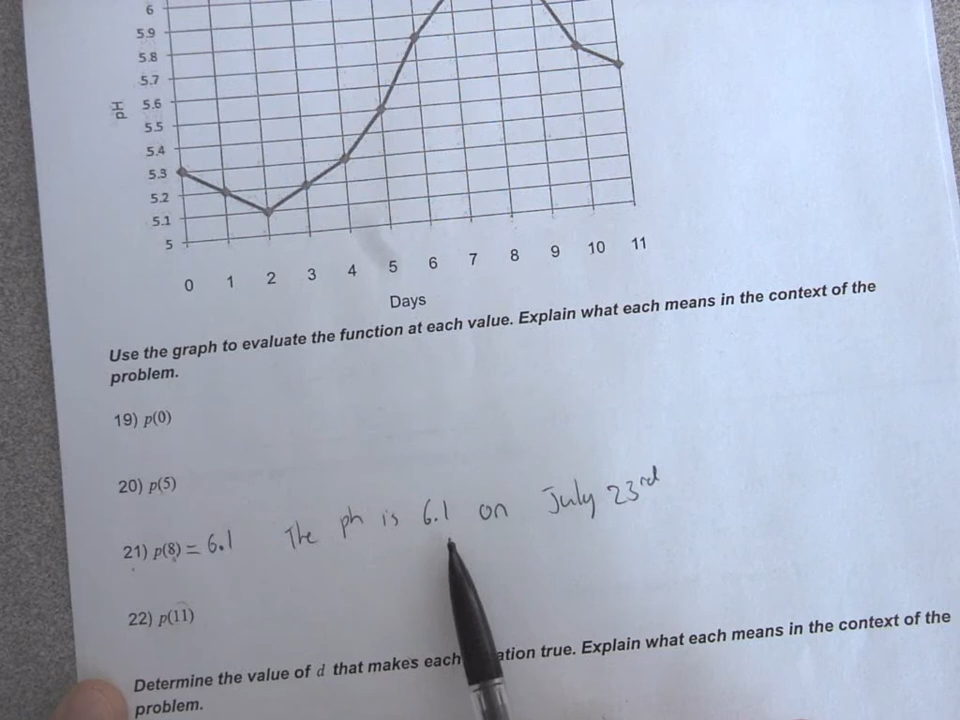 6
5.9
5.8
5.7
5.6
5.5
5.4
5.3
5.2
5.1
5
pH
0 1 2 3 4 5 6 7 8 9 10 11
Days
Use the graph to evaluate the function at each value. Explain what each means in the context of the
problem.
19) p(0)
20) p(5)
21) p(8) = 6.1 The ph is 6.1 on July 23rd
22) p(11)
Determine the value of d that makes each ation true. Explain what each means in the context of the
problem.